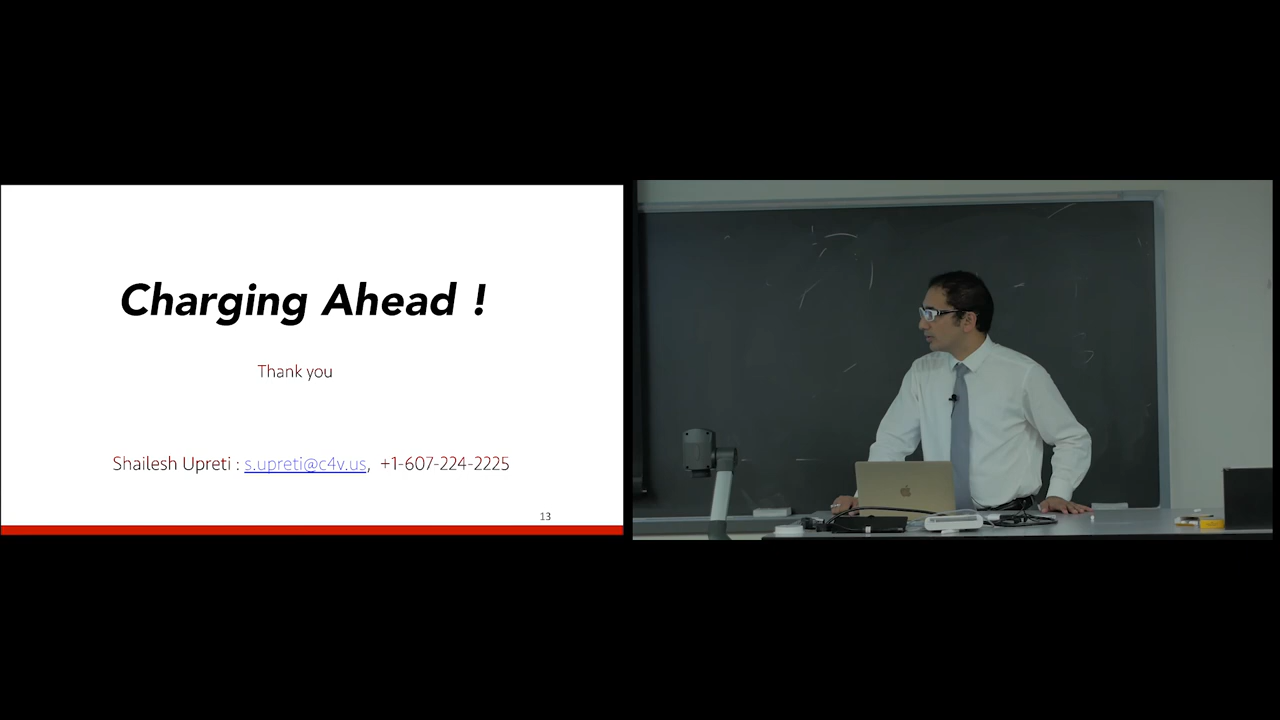 Charging Ahead !
Thank you
Shailesh Upreti : s.upreti@c4v.us, +1-607-224-2225
13